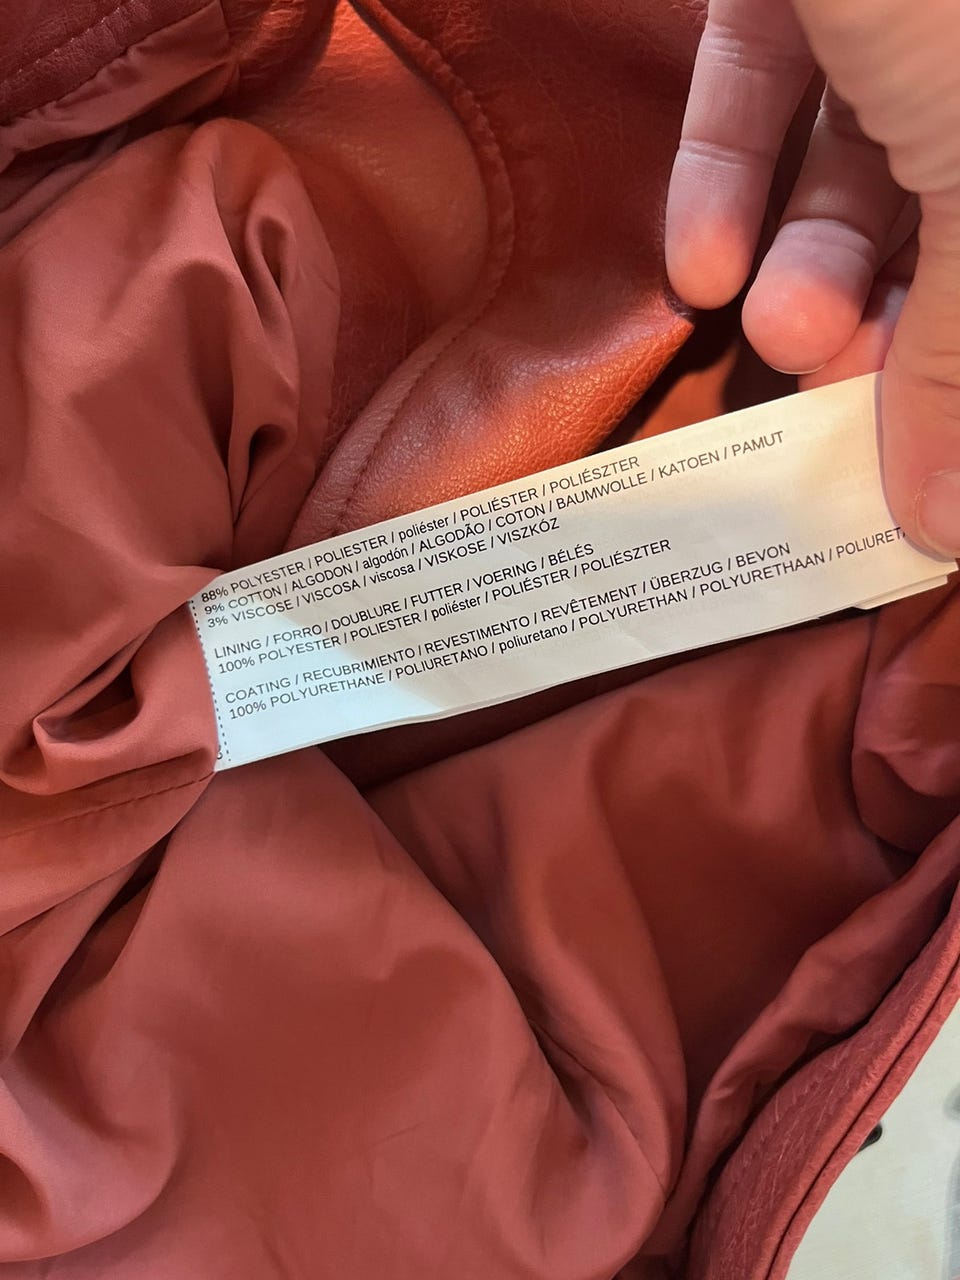 88% POLYESTER / POLIESTER / poliéster / POLIÉSTER / POLIÉSZTER
9% COTTON / ALGODON / algodón / ALGODÃO / COTON / BAUMWOLLE / KATOEN / PAMUT
3% VISCOSE / VISCOSA / viscosa / VISKOSE / VISZKÓZ
LINING / FORRO / DOUBLURE / FUTTER / VOERING / BÉLÉS
100% POLYESTER / POLIESTER / poliéster / POLIÉSTER / POLIÉSZTER
COATING / RECUBRIMIENTO / REVESTIMENTO / REVÊTEMENT / ÜBERZUG / BEVON
100% POLYURETHANE / POLIURETANO / poliuretano / POLYURETHAN / POLYURETHAAN /